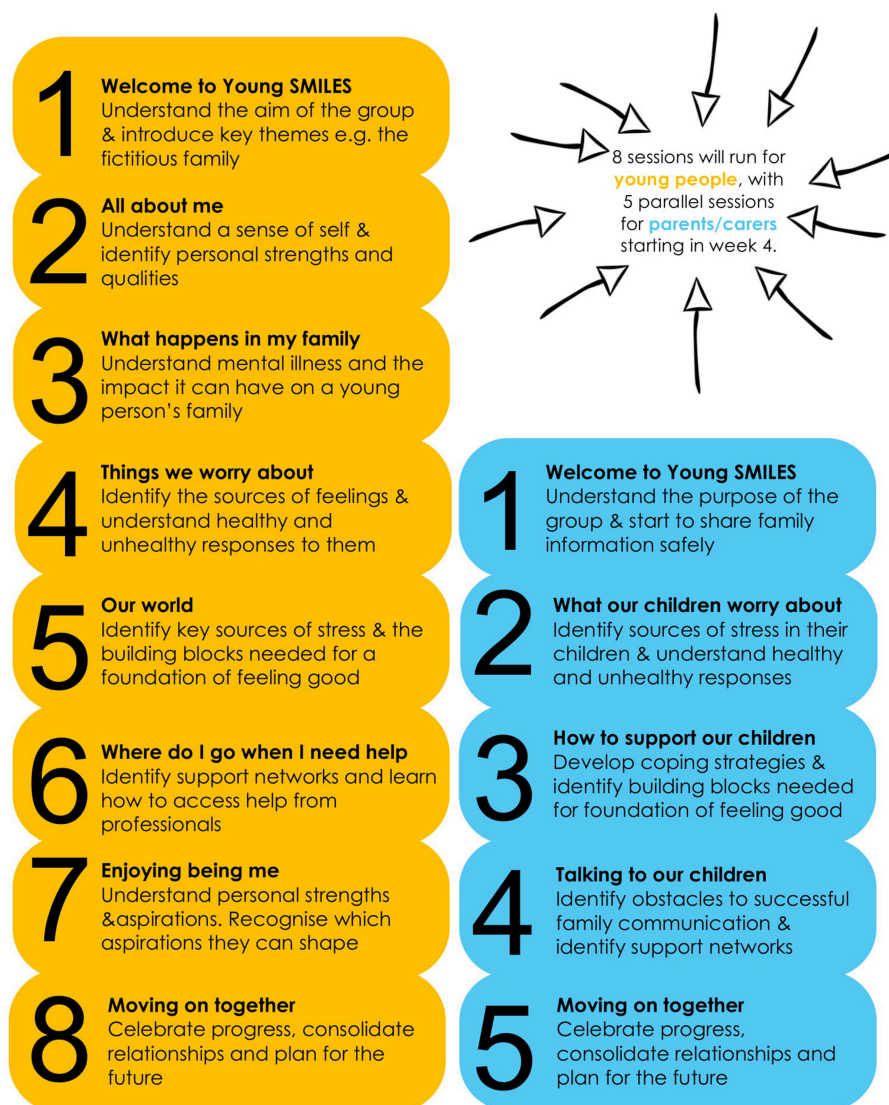 1
Welcome to Young SMILES
Understand the aim of the group
& introduce key themes e.g. the
fictitious family
2
All about me
Understand a sense of self &
identify personal strengths and
qualities
3
What happens in my family
Understand mental illness and the
impact it can have on a young
person’s family
4
Things we worry about
Identify the sources of feelings &
understand healthy and
unhealthy responses to them
5
Our world
Identify key sources of stress & the
building blocks needed for a
foundation of feeling good
6
Where do I go when I need help
Identify support networks and learn
how to access help from
professionals
7
Enjoying being me
Understand personal strengths
&aspirations. Recognise which
aspirations they can shape
8
Moving on together
Celebrate progress, consolidate
relationships and plan for the
future
8 sessions will run for
young people, with
5 parallel sessions
for parents/carers
starting in week 4.
1
Welcome to Young SMILES
Understand the purpose of the
group & start to share family
information safely
2
What our children worry about
Identify sources of stress in their
children & understand healthy
and unhealthy responses
3
How to support our children
Develop coping strategies &
identify building blocks needed
for foundation of feeling good
4
Talking to our children
Identify obstacles to successful
family communication &
identify support networks
5
Moving on together
Celebrate progress,
consolidate relationships and
plan for the future